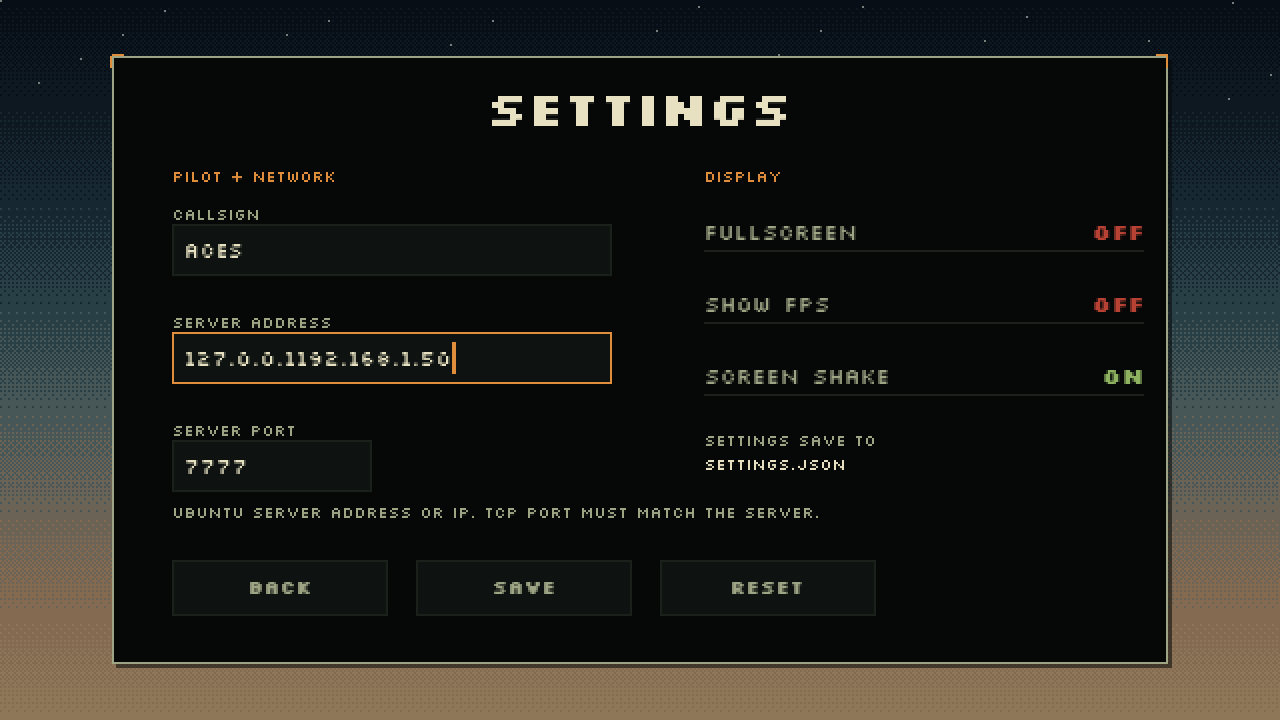 SETTINGS
PILOT + NETWORK
CALLSIGN
ACES
SERVER ADDRESS
127.0.0.1192.168.1.50
SERVER PORT
7777
UBUNTU SERVER ADDRESS OR IP. TCP PORT MUST MATCH THE SERVER.
DISPLAY
FULLSCREEN OFF
SHOW FPS OFF
SCREEN SHAKE ON
SETTINGS SAVE TO
SETTINGS.JSON
BACK SAVE RESET